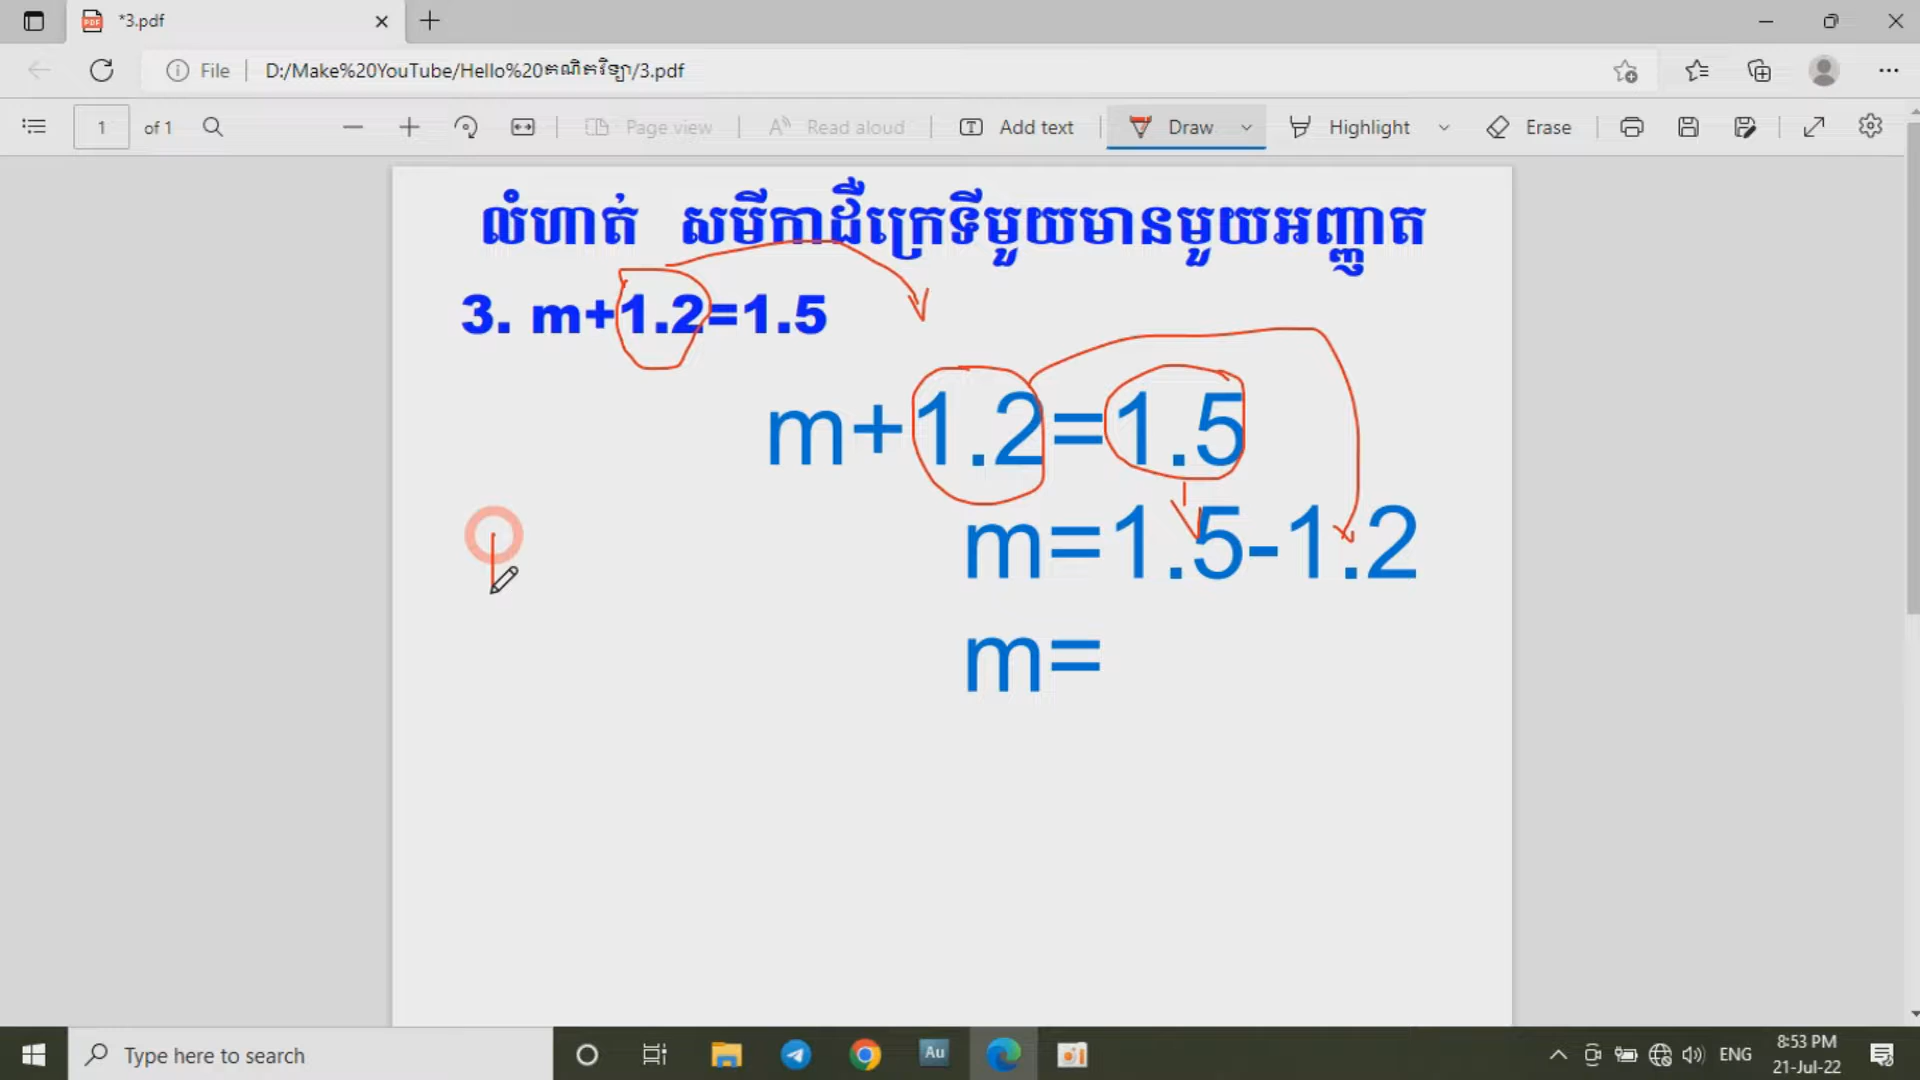 *3.pdf
File
D:/Make%20YouTube/Hello%20គណិតវិទ្យា/3.pdf
1 of 1
Page view
Read aloud
Add text
Draw
Highlight
Erase
លំហាត់ សមីកាដឺក្រេទីមួយមានមួយអញ្ញាត
3. m+1.2=1.5
m+1.2=1.5
m=1.5-1.2
m=
Type here to search
Au
ENG
8:53 PM
21-Jul-22